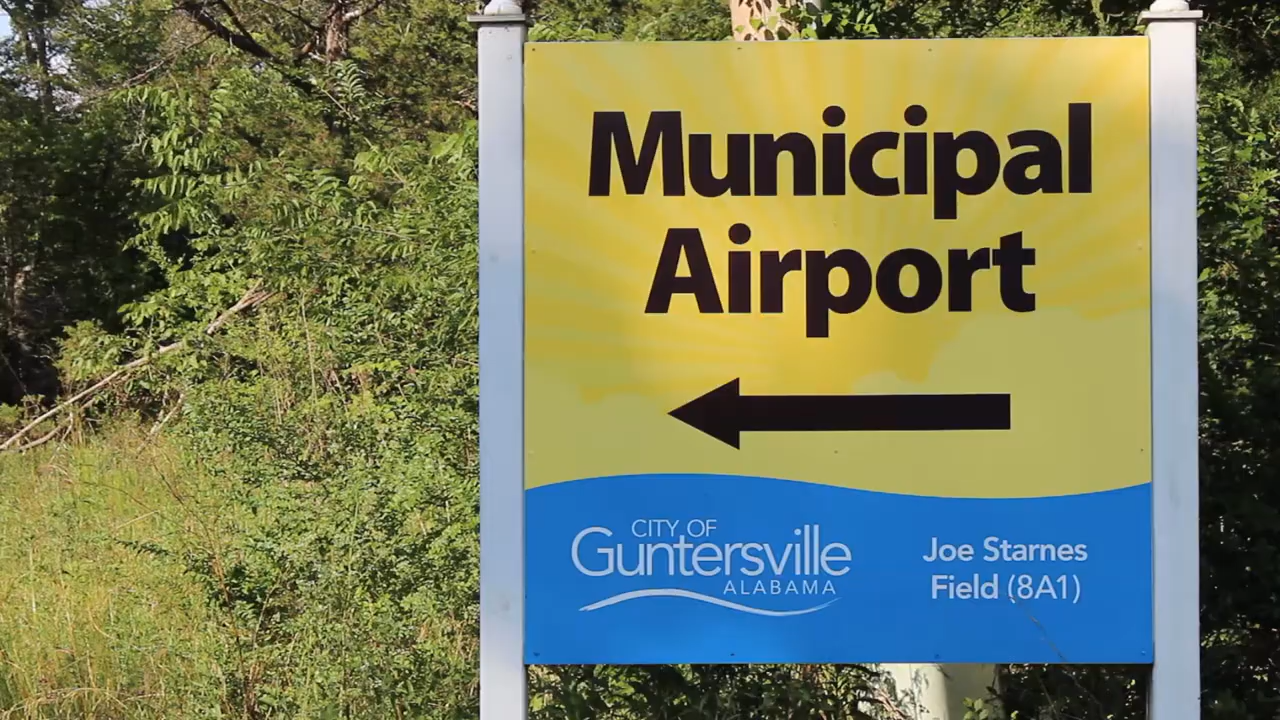 Municipal
Airport
CITY OF
Guntersville
ALABAMA
Joe Starnes
Field (8A1)